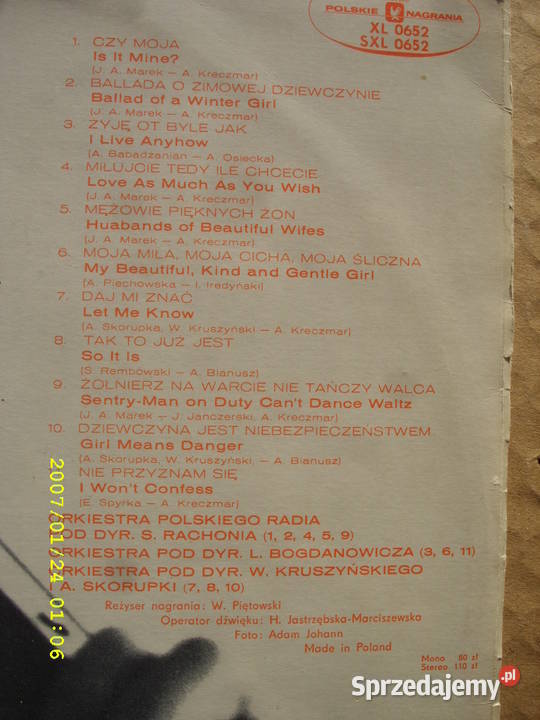 POLSKIE NAGRANIA
XL 0652
SXL 0652
1. CZY MOJA
Is It Mine?
(J. A. Marek — A. Kreczmar)
2. BALLADA O ZIMOWEJ DZIEWCZYNIE
Ballad of a Winter Girl
(J. A. Marek — A. Kreczmar)
3. ŻYJĘ OT BYLE JAK
I Live Anyhow
(A. Babadżanian — A. Osiecka)
4. MIŁUJCIE TEDY ILE CHCECIE
Love As Much As You Wish
(J. A. Marek — A. Kreczmar)
5. MĘŻOWIE PIĘKNYCH ŻON
Huabands of Beautiful Wifes
(J. A. Marek — A. Kreczmar)
6. MOJA MIŁA, MOJA CICHA, MOJA ŚLICZNA
My Beautiful, Kind and Gentle Girl
(A. Piechowska — I. Iredyński)
7. DAJ MI ZNAĆ
Let Me Know
(A. Skorupka, W. Kruszyński — A. Kreczmar)
8. TAK TO JUŻ JEST
So It Is
(S. Rembowski — A. Bianusz)
9. ŻOŁNIERZ NA WARCIE NIE TAŃCZY WALCA
Sentry-Man on Duty Can't Dance Waltz
(J. A. Marek — J. Janczerski, A. Kreczmar)
10. DZIEWCZYNA JEST NIEBEZPIECZEŃSTWEM
Girl Means Danger
(A. Skorupka, W. Kruszyński, — A. Bianusz)
NIE PRZYZNAM SIĘ
I Won't Confess
(E. Spyrka — A. Kreczmar)
ORKIESTRA POLSKIEGO RADIA
POD DYR. S. RACHONIA (1, 2, 4, 5, 9)
ORKIESTRA POD DYR. L. BOGDANOWICZA (3, 6, 11)
ORKIESTRA POD DYR. W. KRUSZYŃSKIEGO
I A. SKORUPKI (7, 8, 10)
Reżyser nagrania: W. Piętowski
Operator dźwięku: H. Jastrzębska-Marciszewska
Foto: Adam Johann
Made in Poland
Mono 80 zł
Stereo 110 zł
2007/01/24 01:06
Sprzedajemy.pl